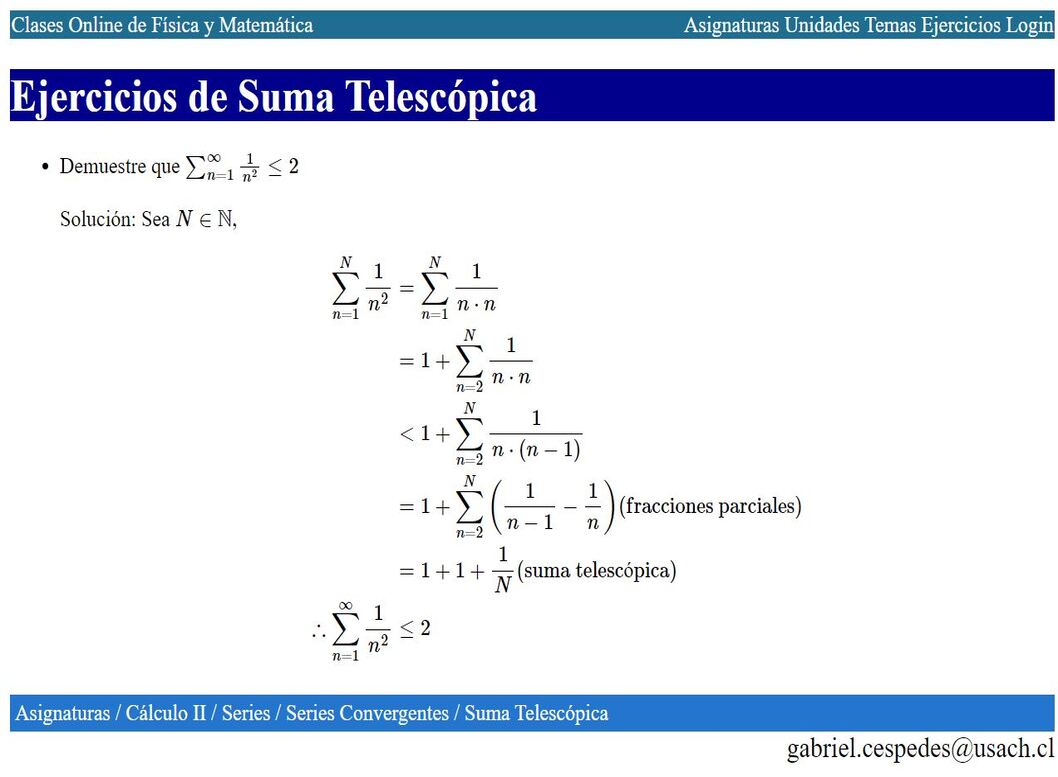 Clases Online de Física y Matemática Asignaturas Unidades Temas Ejercicios Login
Ejercicios de Suma Telescópica
• Demuestre que $\sum_{n=1}^{\infty} \frac{1}{n^2} \leq 2$
Solución: Sea $N \in \mathbb{N}$,
$\sum_{n=1}^{N} \frac{1}{n^2} = \sum_{n=1}^{N} \frac{1}{n \cdot n}$
$= 1 + \sum_{n=2}^{N} \frac{1}{n \cdot n}$
$< 1 + \sum_{n=2}^{N} \frac{1}{n \cdot (n-1)}$
$= 1 + \sum_{n=2}^{N} \left( \frac{1}{n-1} - \frac{1}{n} \right)$ (fracciones parciales)
$= 1 + 1 + \frac{1}{N}$ (suma telescópica)
$\therefore \sum_{n=1}^{\infty} \frac{1}{n^2} \leq 2$
Asignaturas / Cálculo II / Series / Series Convergentes / Suma Telescópica
gabriel.cespedes@usach.cl